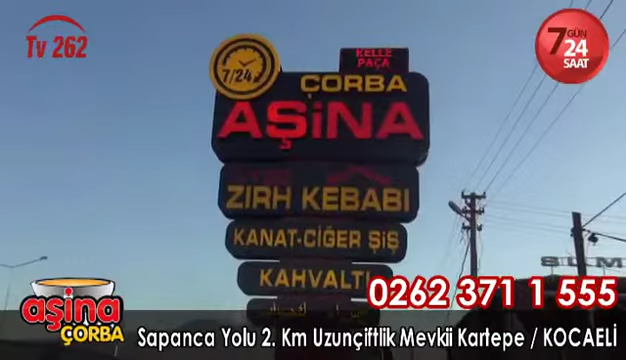 Tv 262
7 GÜN
24
SAAT
7/24
KELLE
PAÇA
ÇORBA
AŞİNA
ZIRH KEBABI
KANAT-CİĞER ŞİŞ
KAHVALTI
0262 371 1 555
aşina
ÇORBA
Sapanca Yolu 2. Km Uzunçiftlik Mevkii Kartepe / KOCAELİ